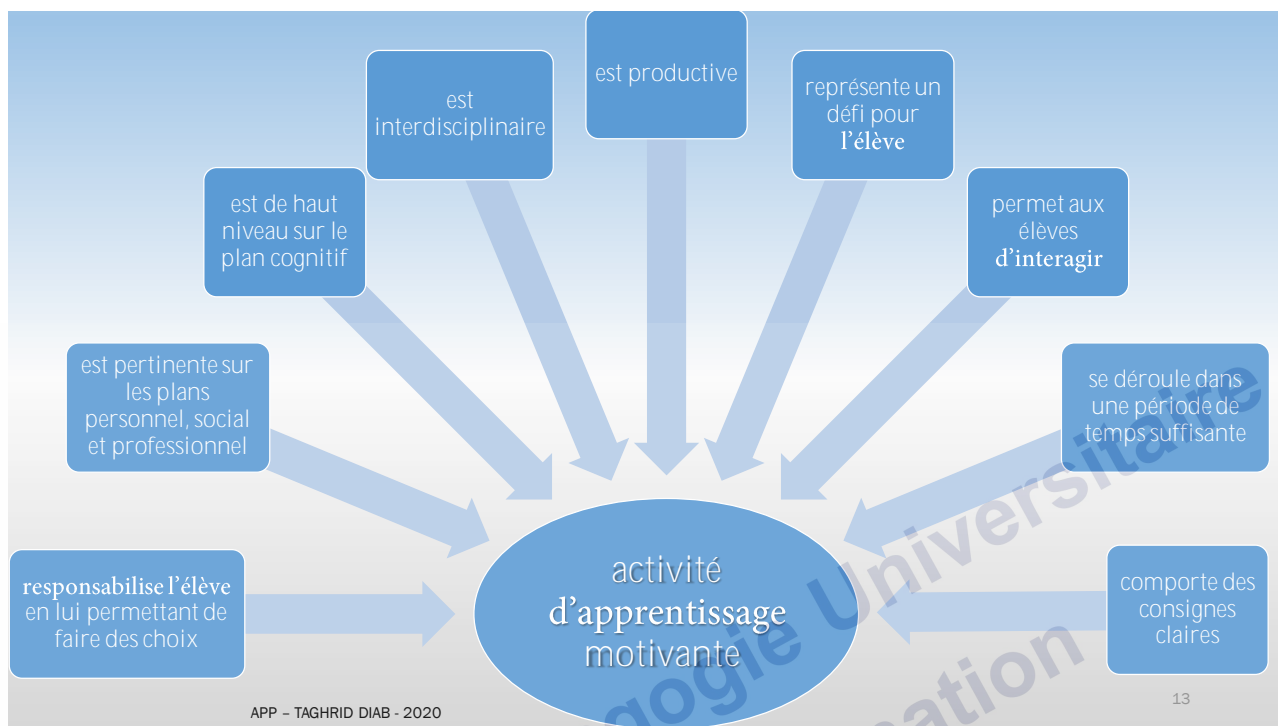 est productive
est
interdisciplinaire
représente un
défi pour
l'élève
est de haut
niveau sur le
plan cognitif
permet aux
élèves
d'interagir
est pertinente sur
les plans
personnel, social
et professionnel
se déroule dans
une période de
temps suffisante
responsabilise l'élève
en lui permettant de
faire des choix
activité
d'apprentissage
motivante
comporte des
consignes
claires
gogie Universitaire
sation
APP – TAGHRID DIAB - 2020
13